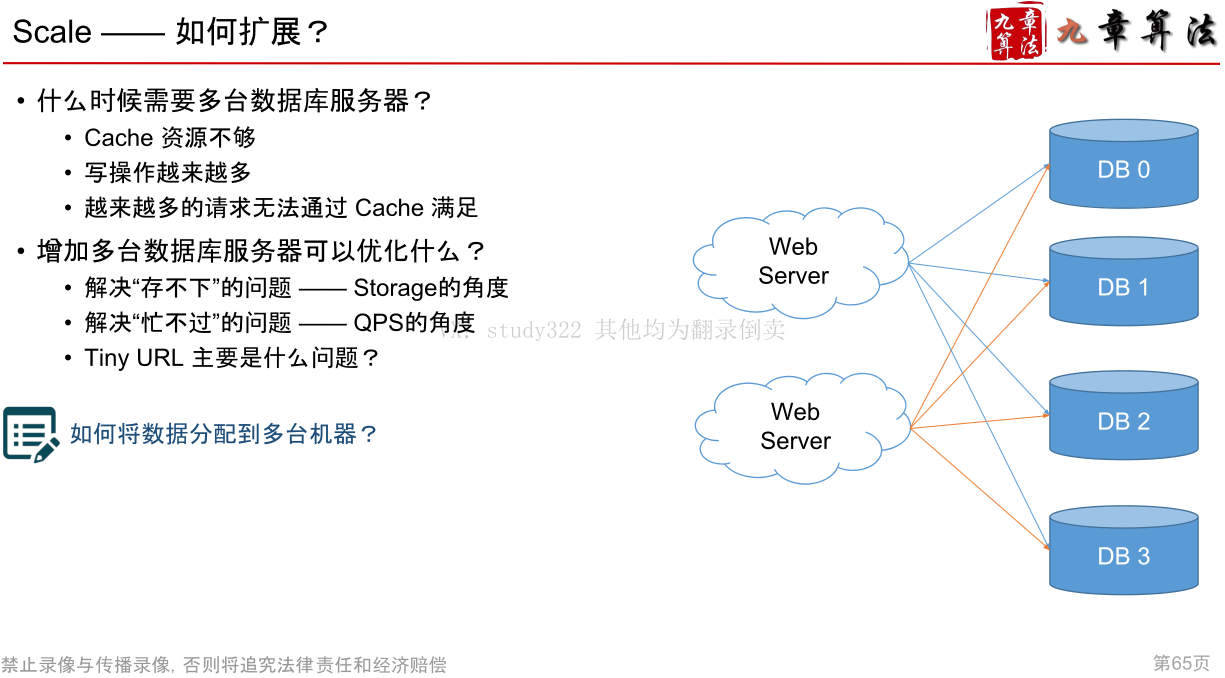 Scale —— 如何扩展？
九章算法
九章算法
• 什么时候需要多台数据库服务器？
• Cache 资源不够
• 写操作越来越多
• 越来越多的请求无法通过 Cache 满足
• 增加多台数据库服务器可以优化什么？
• 解决“存不下”的问题 —— Storage的角度
• 解决“忙不过”的问题 —— QPS的角度
• Tiny URL 主要是什么问题？
study322 其他均为翻录倒卖
如何将数据分配到多台机器？
Web
Server
Web
Server
DB 0
DB 1
DB 2
DB 3
禁止录像与传播录像, 否则将追究法律责任和经济赔偿
第65页